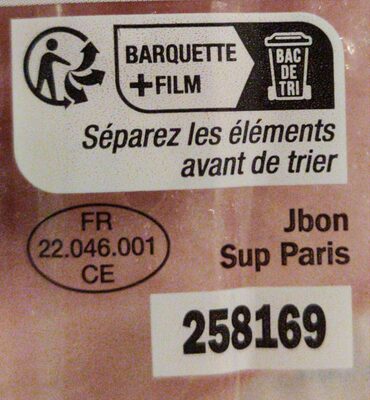 BARQUETTE
+FILM
BAC
DE
TRI
Séparez les éléments
avant de trier
FR
22.046.001
CE
Jbon
Sup Paris
258169